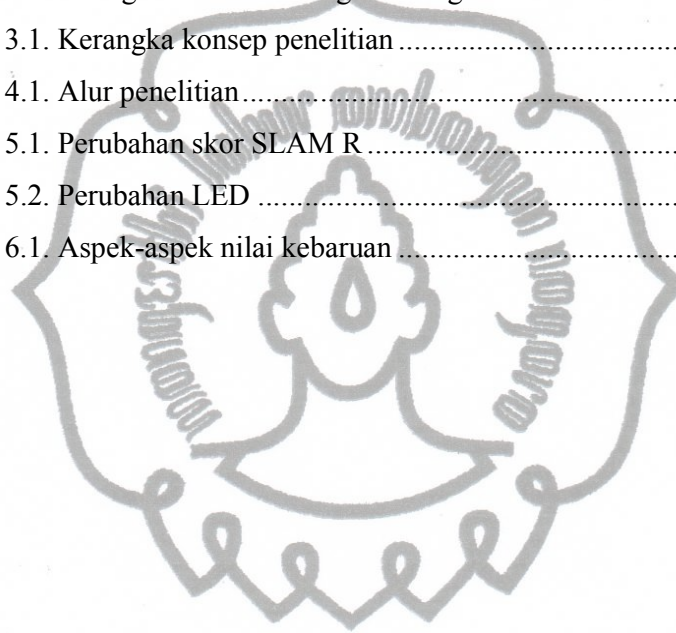 3.1. Kerangka konsep penelitian ........................................
4.1. Alur penelitian ........................................
5.1. Perubahan skor SLAM R ........................................
5.2. Perubahan LED ........................................
6.1. Aspek-aspek nilai kebaruan ........................................